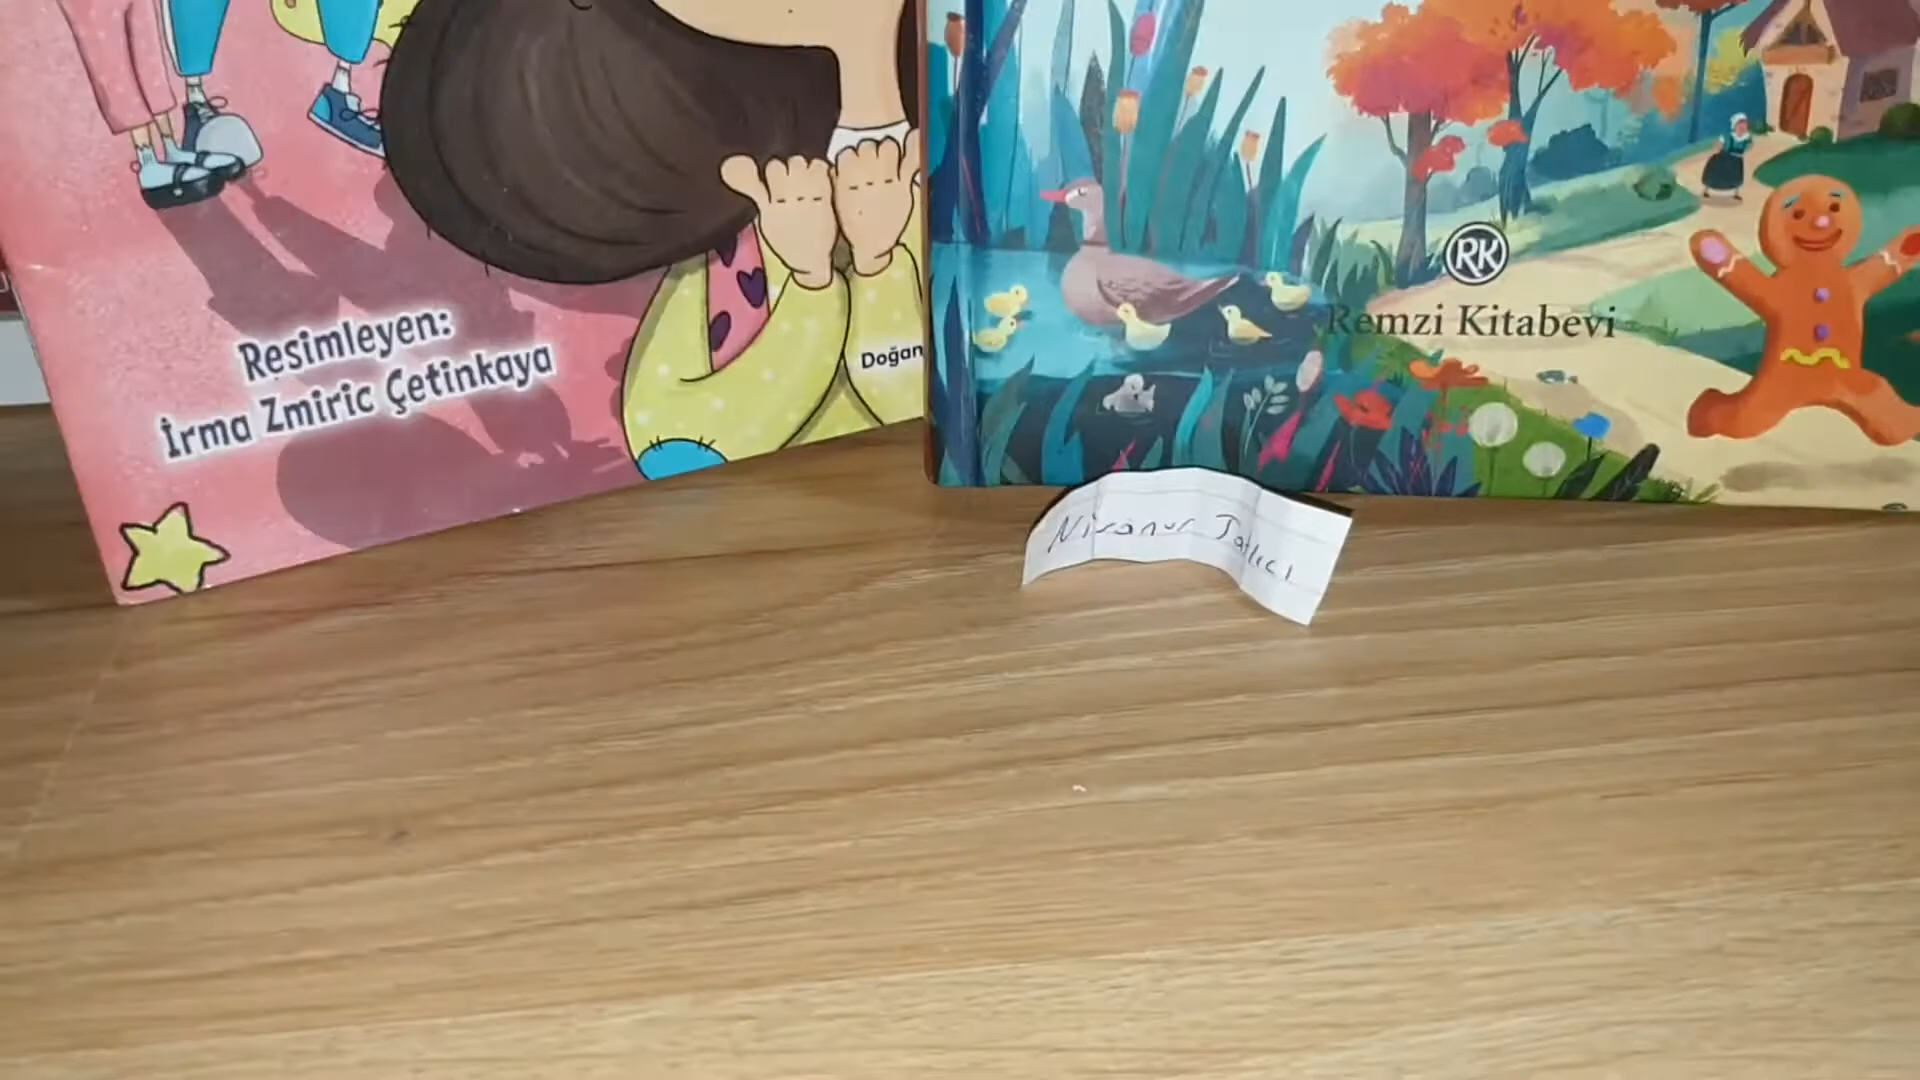 Resimleyen:
İrma Zmiric Çetinkaya
Doğan
RK
Remzi Kitabevi
Nisanur Tatlıcı